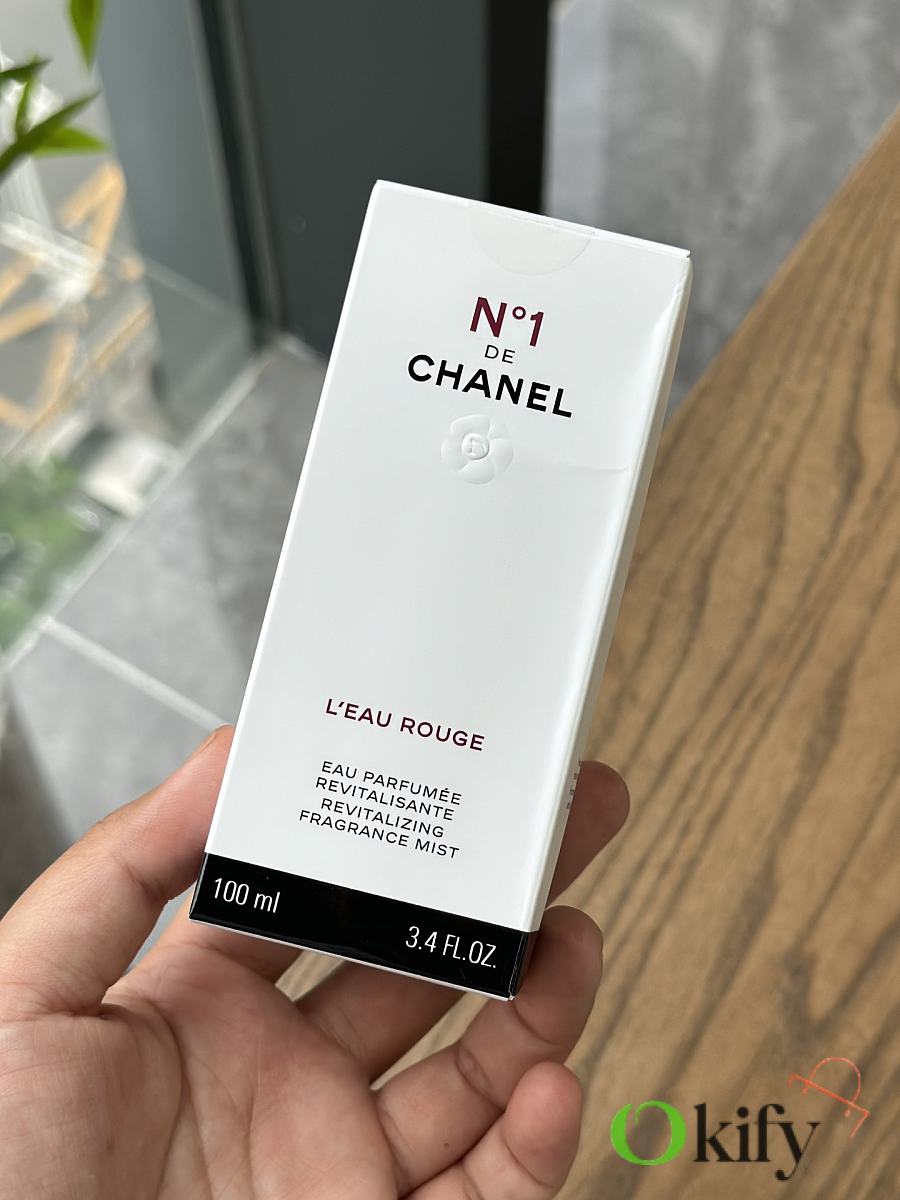 N°1
DE
CHANEL
L'EAU ROUGE
EAU PARFUMÉE
REVITALISANTE
REVITALIZING
FRAGRANCE MIST
100 ml
3.4 FL.OZ.
Okify